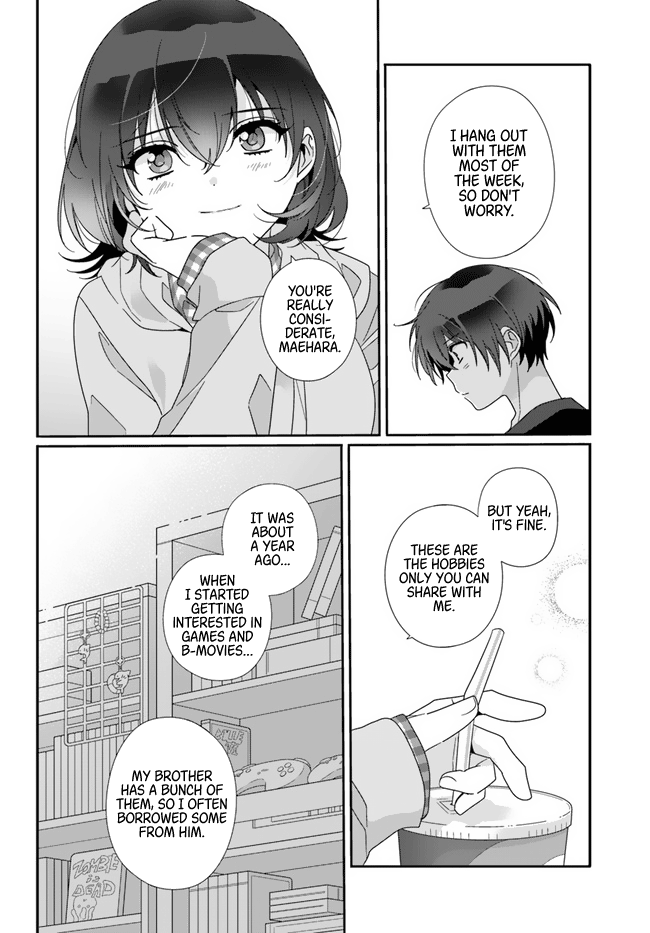 I HANG OUT
WITH THEM
MOST OF
THE WEEK,
SO DON'T
WORRY.
YOU'RE
REALLY
CONSI-
DERATE,
MAEHARA.
BUT YEAH,
IT'S FINE.
THESE ARE
THE HOBBIES
ONLY YOU CAN
SHARE WITH
ME.
IT WAS
ABOUT
A YEAR
AGO...
WHEN
I STARTED
GETTING
INTERESTED IN
GAMES AND
B-MOVIES...
MY BROTHER
HAS A BUNCH OF
THEM, SO I OFTEN
BORROWED SOME
FROM HIM.
ZOMBIE
is
DEAD